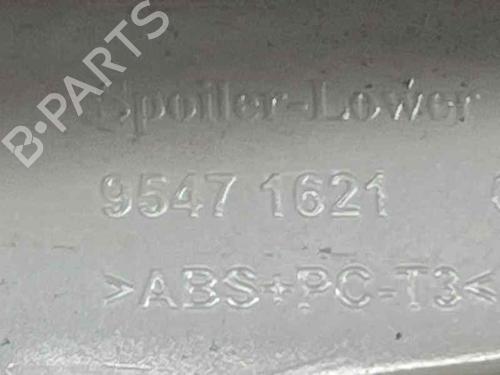 B-PARTS
Spoiler-Lower
9547 1621
>ABS+PC-T3<